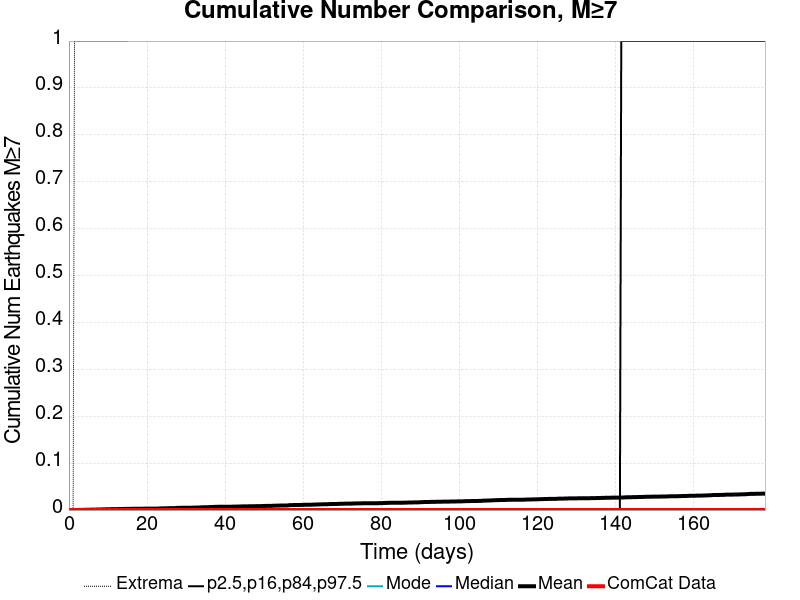 Cumulative Number Comparison, M≥7
Cumulative Num Earthquakes M≥7
1
0.9
0.8
0.7
0.6
0.5
0.4
0.3
0.2
0.1
0
0 20 40 60 80 100 120 140 160
Time (days)
Extrema p2.5,p16,p84,p97.5 Mode Median Mean ComCat Data